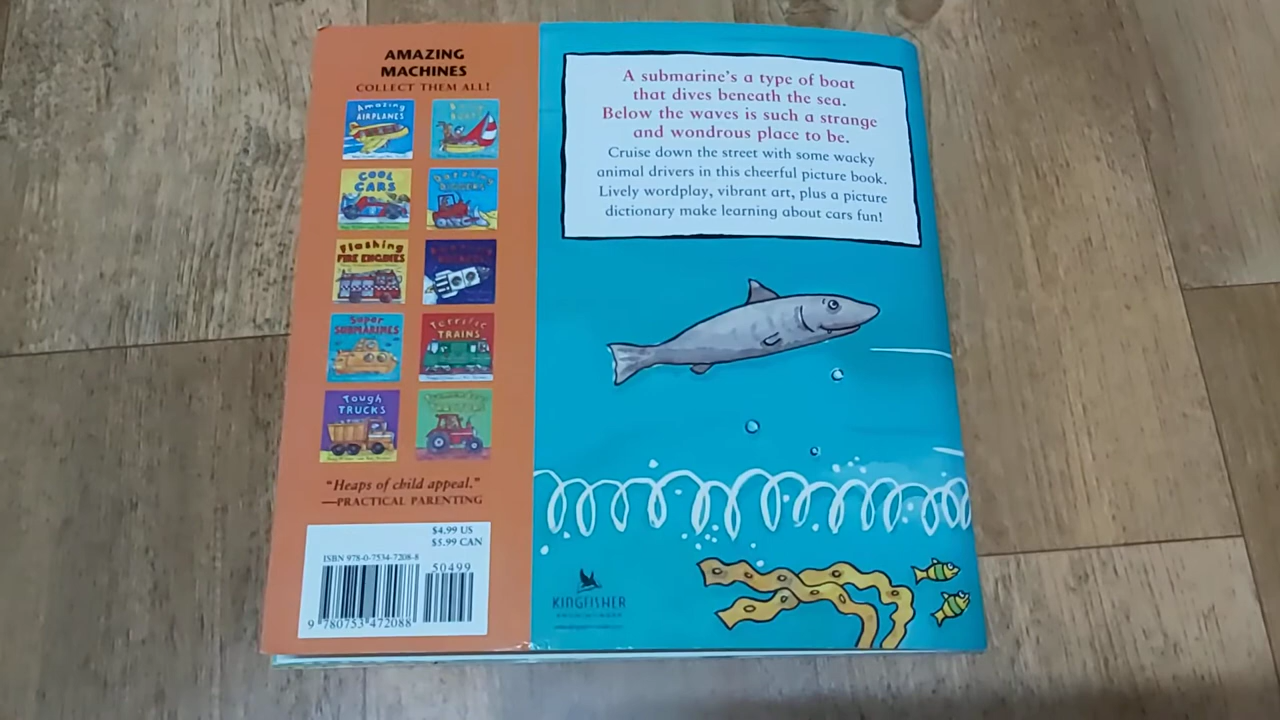 AMAZING
MACHINES
COLLECT THEM ALL!
Amazing
AIRPLANES
COOL
CARS
Flashing
FIRE ENGINES
Super
SUBMARINES
Terrific
TRAINS
Tough
TRUCKS
“Heaps of child appeal.”
—PRACTICAL PARENTING
$4.99 US
$5.99 CAN
ISBN 978-0-7534-7208-8
50499
9 780753 472088
A submarine's a type of boat
that dives beneath the sea.
Below the waves is such a strange
and wondrous place to be.
Cruise down the street with some wacky
animal drivers in this cheerful picture book.
Lively wordplay, vibrant art, plus a picture
dictionary make learning about cars fun!
KINGFISHER